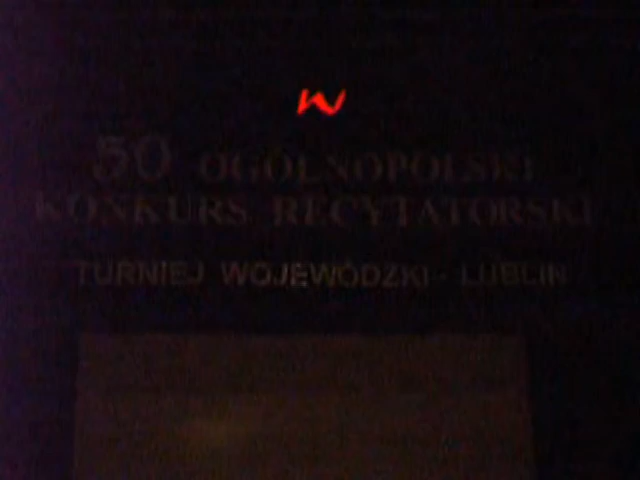 50 OGÓLNOPOLSKI
KONKURS RECYTATORSKI
TURNIEJ WOJEWÓDZKI - LUBLIN